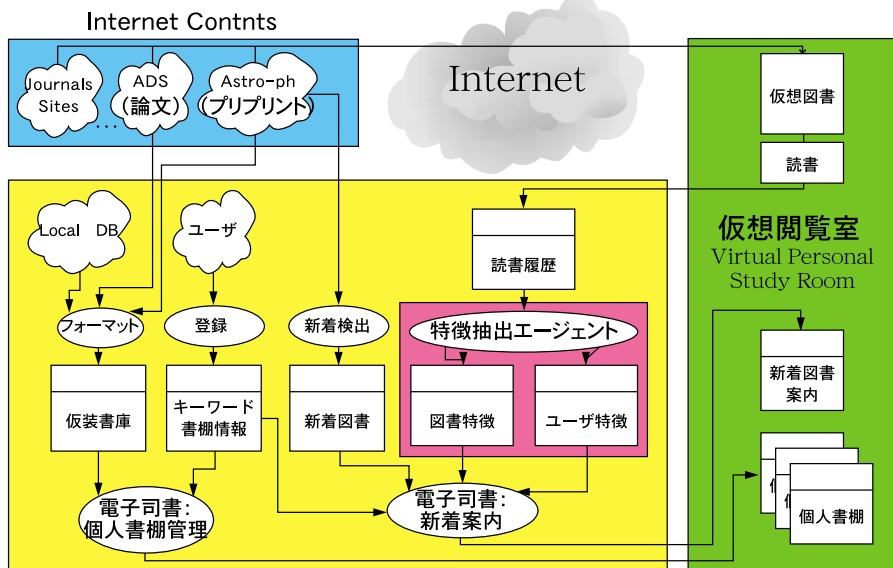 Internet Contnts
Journals
Sites
...
ADS
(論文)
Astro-ph
(プリプリント)
Internet
仮想図書
読書
仮想閲覧室
Virtual Personal
Study Room
Local DB
ユーザ
読書履歴
フォーマット
登録
新着検出
特徴抽出エージェント
仮装書庫
キーワード
書棚情報
新着図書
図書特徴
ユーザ特徴
新着図書
案内
電子司書:
個人書棚管理
電子司書:
新着案内
個
個
個人書棚